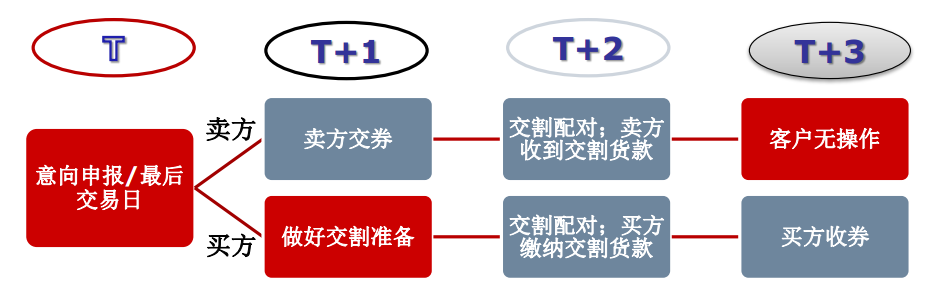 T
T+1
T+2
T+3
意向申报/最后
交易日
卖方
卖方交券
交割配对；卖方
收到交割货款
客户无操作
买方
做好交割准备
交割配对；买方
缴纳交割货款
买方收券